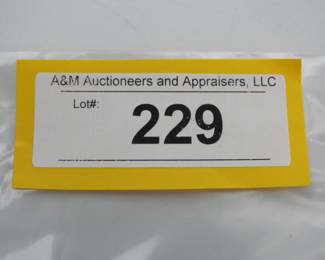 A&M Auctioneers and Appraisers, LLC
Lot#:
229